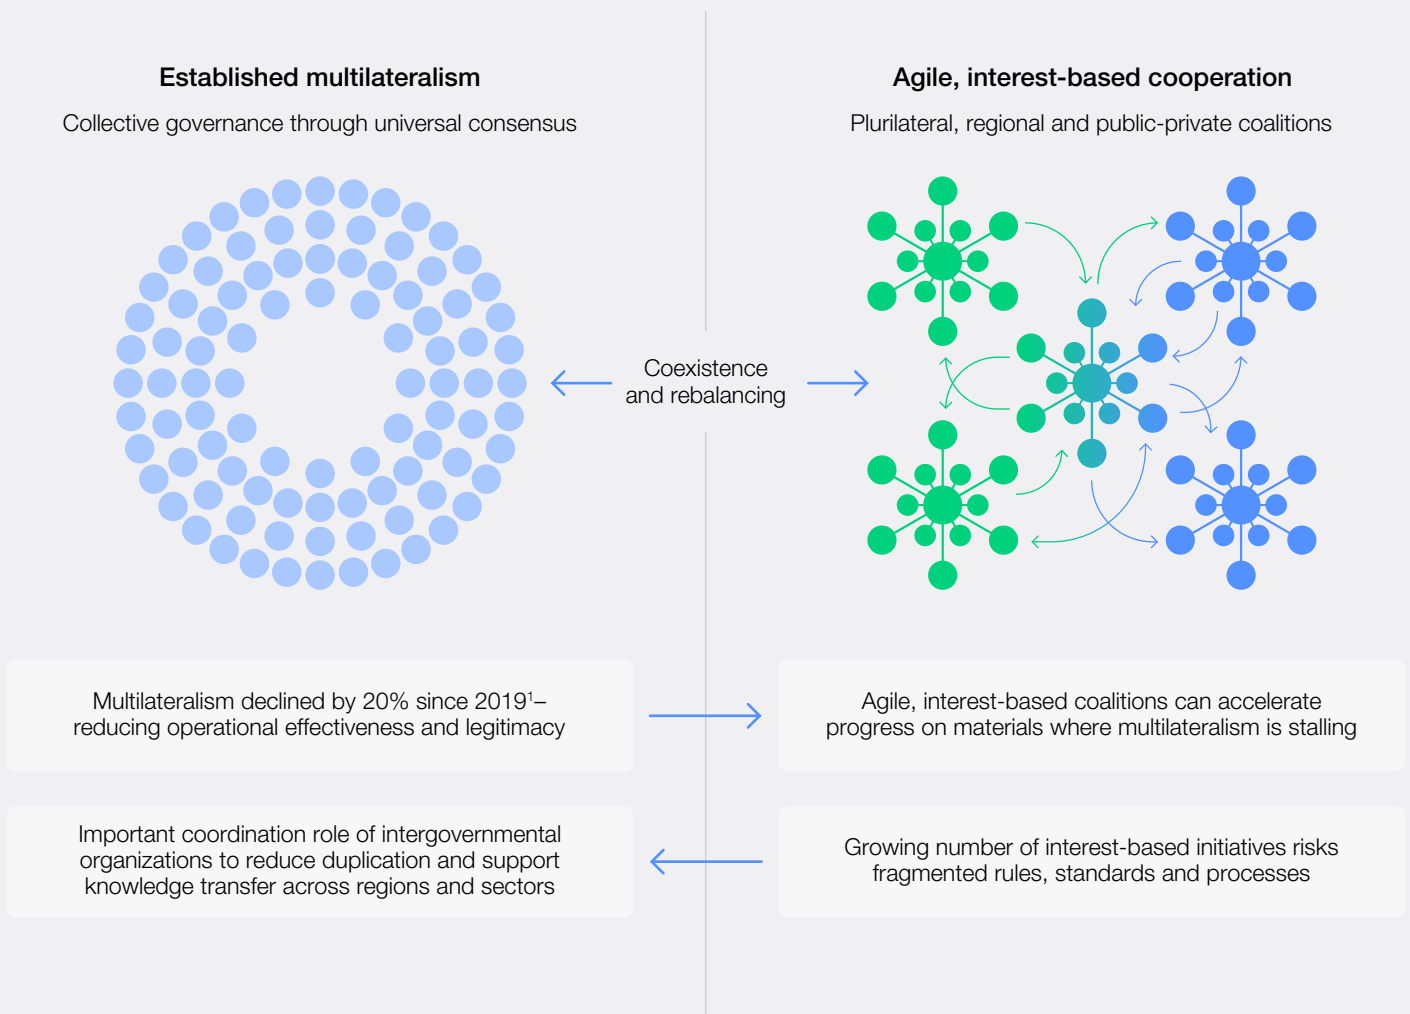 Established multilateralism
Collective governance through universal consensus
Agile, interest-based cooperation
Plurilateral, regional and public-private coalitions
Coexistence
and rebalancing
Multilateralism declined by 20% since 2019¹–
reducing operational effectiveness and legitimacy
Agile, interest-based coalitions can accelerate
progress on materials where multilateralism is stalling
Important coordination role of intergovernmental
organizations to reduce duplication and support
knowledge transfer across regions and sectors
Growing number of interest-based initiatives risks
fragmented rules, standards and processes